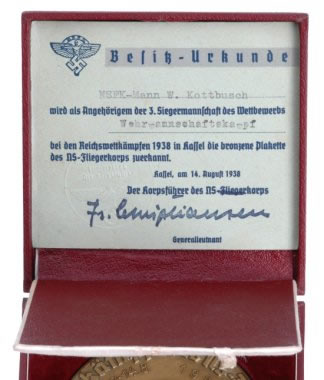 Besitz-Urkunde
NSFK-Mann W. Kottbusch
wird als Angehörigem der 3. Siegermannschaft des Wettbewerbs
Wehrmannschaftskampf
bei den Reichswettkämpfen 1938 in Kassel die bronzene Plakette
des NS-Fliegerkorps zuerkannt.
Kassel, am 14. August 1938
Der Korpsführer des NS-Fliegerkorps
Generalleutnant